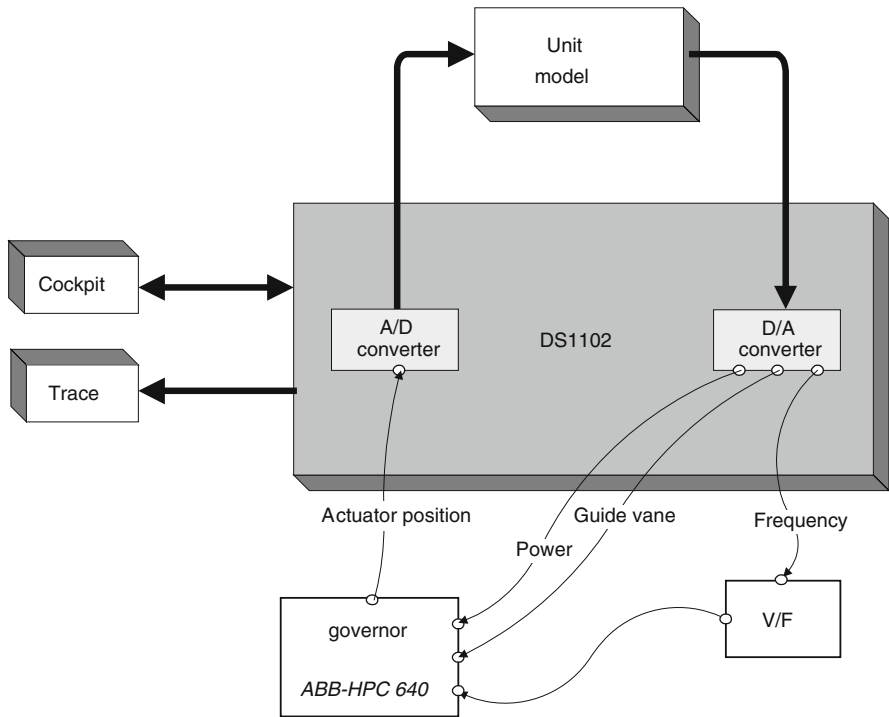 Unit
model
Cockpit
A/D
converter
DS1102
D/A
converter
Trace
Actuator position
Guide vane
Frequency
Power
governor
V/F
ABB-HPC 640